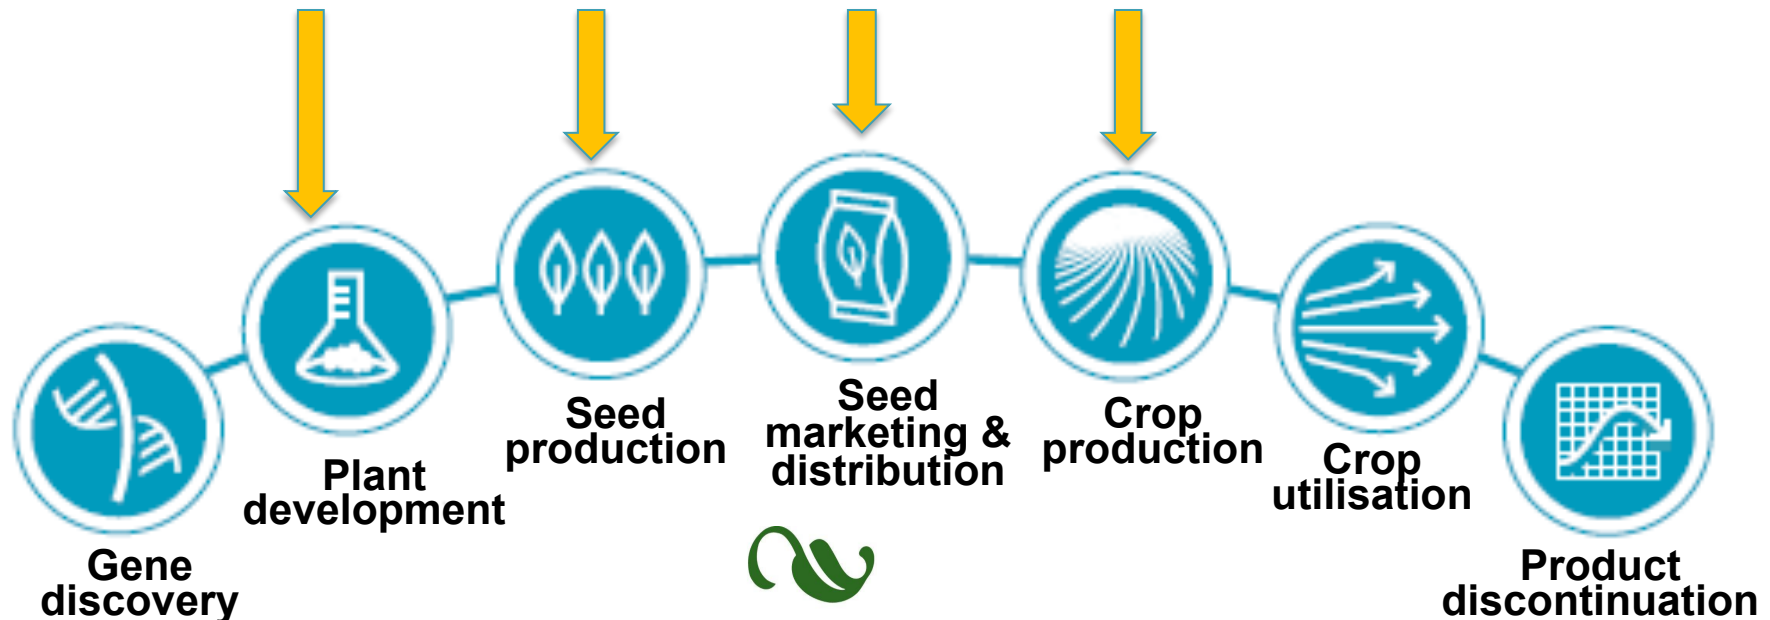 Gene
discovery
Plant
development
Seed
production
Seed
marketing &
distribution
Crop
production
Crop
utilisation
Product
discontinuation